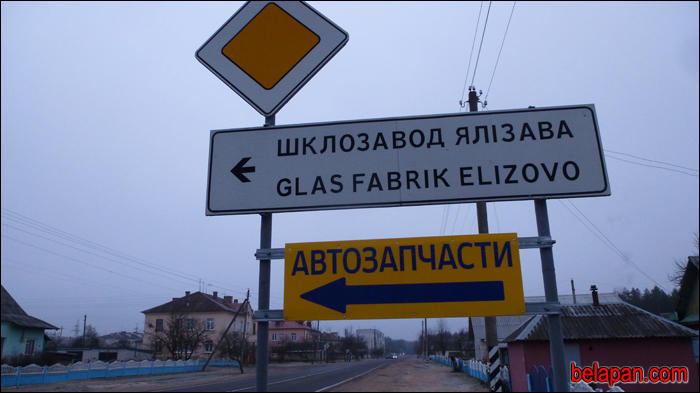 ШКЛОЗАВОД ЯЛІЗАВА
GLAS FABRIK ELIZOVO
АВТОЗАПЧАСТИ
belapan.com